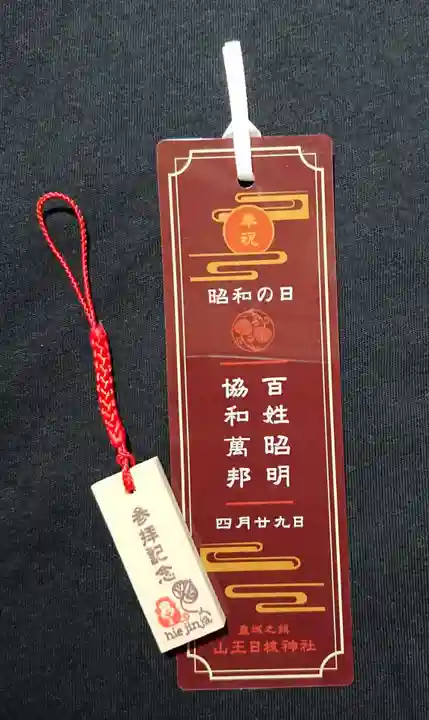 奉祝
昭和の日
百姓昭明
協和萬邦
四月廿九日
皇城之鎮
山王日枝神社
参拝記念
hie jinja